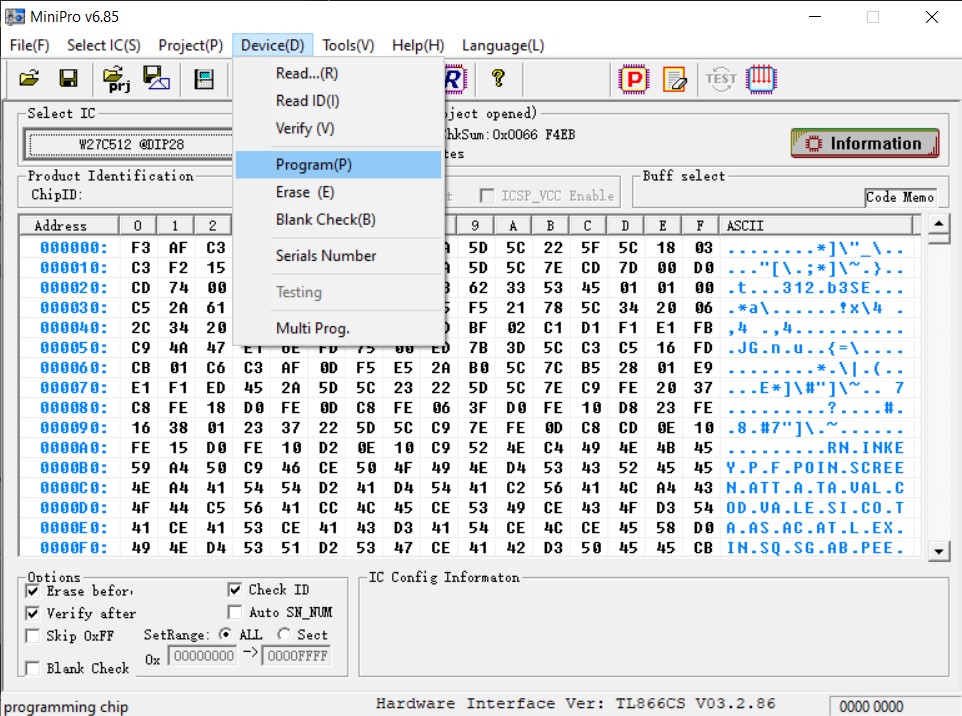 MiniPro v6.85
File(F) Select IC(S) Project(P) Device(D) Tools(V) Help(H) Language(L)
prj R ? P TEST
Select IC
W27C512 @DIP28
oject opened)
hkSum:0x0066 F4EB
tes
Information
Product Identification
ChipID:
t ICSP_VCC Enable
Buff select
Code Memo
Read...(R)
Read ID(I)
Verify (V)
Program(P)
Erase (E)
Blank Check(B)
Serials Number
Testing
Multi Prog.
Address 0 1 2 9 A B C D E F ASCII
000000: F3 AF C3 5D 5C 22 5F 5C 18 03 ........*]\"_\..
000010: C3 F2 15 5D 5C 7E CD 7D 00 D0 ..."[\.;*]\~.}..
000020: CD 74 00 62 33 53 45 01 01 00 .t...312.b3SE...
000030: C5 2A 61 F5 21 78 5C 34 20 06 .*a\.....!x\4 .
000040: 2C 34 20 BF 02 C1 D1 F1 E1 FB ,4 .,4..........
000050: C9 4A 47 E1 6E FD 75 00 ED 7B 3D 5C C3 C5 16 FD .JG.n.u..{=\....
000060: CB 01 C6 C3 AF 0D F5 E5 2A B0 5C 7C B5 28 01 E9 ........*.\|.(..
000070: E1 F1 ED 45 2A 5D 5C 23 22 5D 5C 7E C9 FE 20 37 ...E*]\#"]\~.. 7
000080: C8 FE 18 D0 FE 0D C8 FE 06 3F D0 FE 10 D8 23 FE .........?....#.
000090: 16 38 01 23 37 22 5D 5C C9 7E FE 0D C8 CD 0E 10 .8.#7"]\.~......
0000A0: FE 15 D0 FE 10 D2 0E 10 C9 52 4E C4 49 4E 4B 45 .........RN.INKE
0000B0: 59 A4 50 C9 46 CE 50 4F 49 4E D4 53 43 52 45 45 Y.P.F.POIN.SCREE
0000C0: 4E A4 41 54 54 D2 41 D4 54 41 C2 56 41 4C A4 43 N.ATT.A.TA.VAL.C
0000D0: 4F 44 C5 56 41 CC 4C 45 CE 53 49 CE 43 4F D3 54 OD.VA.LE.SI.CO.T
0000E0: 41 CE 41 53 CE 41 43 D3 41 54 CE 4C CE 45 58 D0 A.AS.AC.AT.L.EX.
0000F0: 49 4E D4 53 51 D2 53 47 CE 41 42 D3 50 45 45 CB IN.SQ.SG.AB.PEE.
Options
Erase befor
Check ID
Verify after
Auto SN_NUM
Skip 0xFF
SetRange: ALL Sect
Blank Check
0x 00000000 -> 0000FFFF
IC Config Informaton
programming chip
Hardware Interface Ver: TL866CS V03.2.86
0000 0000